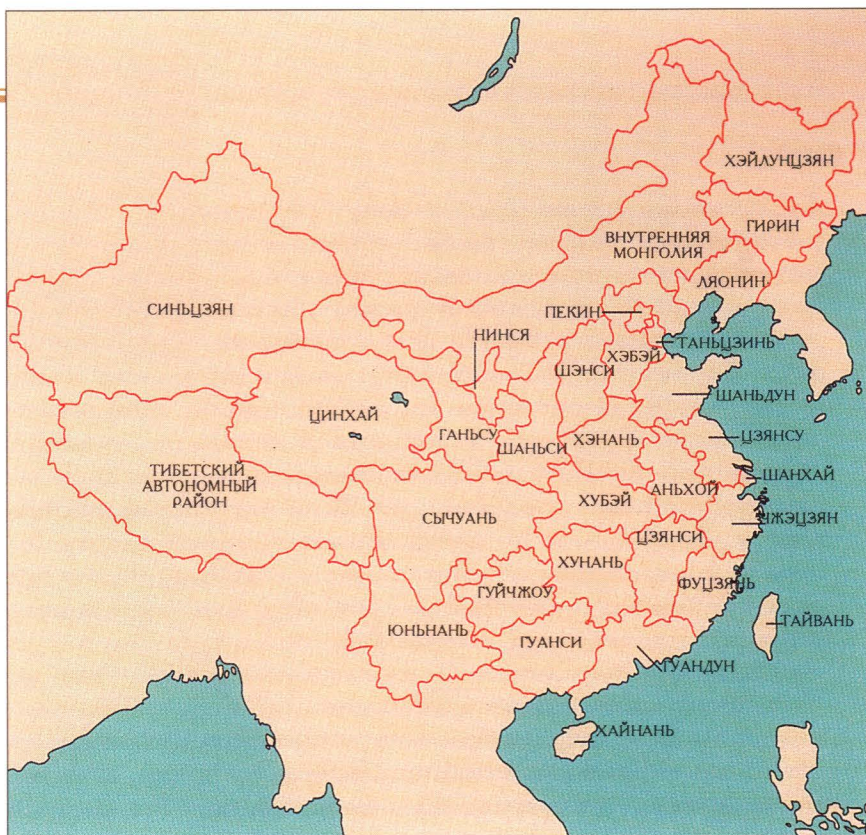 ХЭЙЛУНЦЗЯН
ГИРИН
ВНУТРЕННЯЯ
МОНГОЛИЯ
ЛЯОНИН
СИНЬЦЗЯН
ПЕКИН
НИНСЯ
ТАНЬЦЗИНЬ
ХЭБЭЙ
ШЭНСИ
ШАНЬДУН
ЦИНХАЙ
ГАНЬСУ
ШАНЬСИ
ХЭНАНЬ
ЦЗЯНСУ
ТИБЕТСКИЙ
АВТОНОМНЫЙ
РАЙОН
ШАНХАЙ
АНЬХОЙ
СЫЧУАНЬ
ХУБЭЙ
ЧЖЭЦЗЯН
ЦЗЯНСИ
ХУНАНЬ
ФУЦЗЯНЬ
ГУЙЧЖОУ
ТАЙВАНЬ
ЮНЬНАНЬ
ГУАНСИ
ГУАНДУН
ХАЙНАНЬ